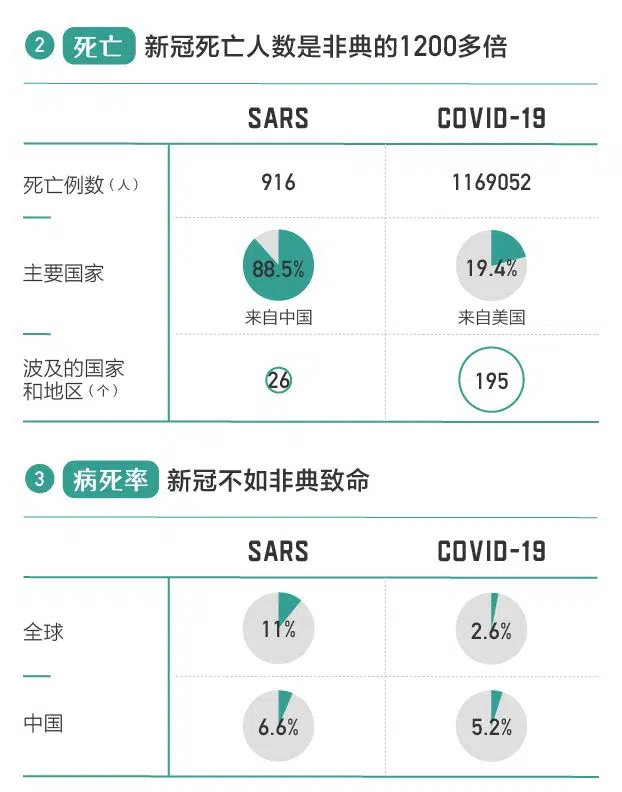 2 死亡 新冠死亡人数是非典的1200多倍
SARS COVID-19
死亡例数（人） 916 1169052
主要国家 88.5% 19.4%
来自中国 来自美国
波及的国家
和地区（个） 26 195
3 病死率 新冠不如非典致命
SARS COVID-19
全球 11% 2.6%
中国 6.6% 5.2%